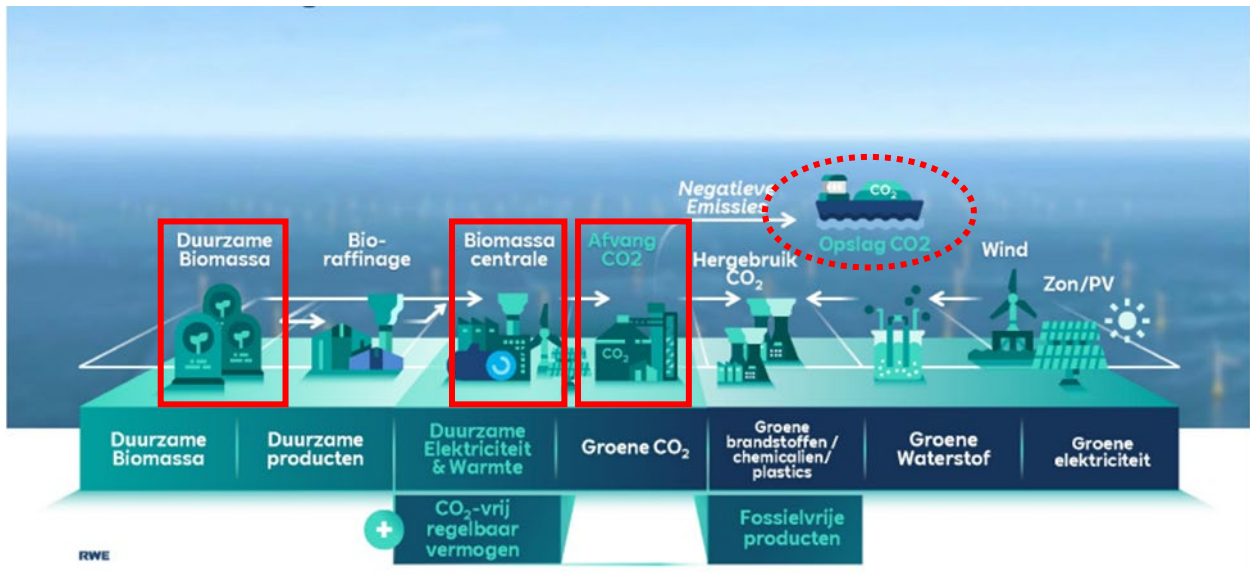 Negatieve
Emissies
CO₂
Opslag CO2
Duurzame
Biomassa
Bio-
raffinage
Biomassa
centrale
Afvang
CO2
Hergebruik
CO₂
Wind
Zon/PV
CO₂
Duurzame
Biomassa
Duurzame
producten
Duurzame
Elektriciteit
& Warmte
Groene CO₂
Groene
brandstoffen /
chemicalien/
plastics
Groene
Waterstof
Groene
elektriciteit
+
CO₂-vrij
regelbaar
vermogen
Fossielvrije
producten
RWE